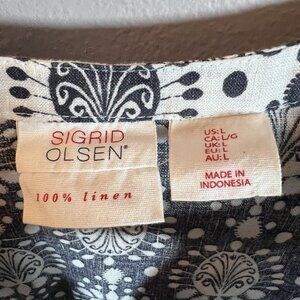 SIGRID
OLSEN®
100% linen
US: L
CA: L/G
UK: L
EU: L
AU: L
MADE IN
INDONESIA